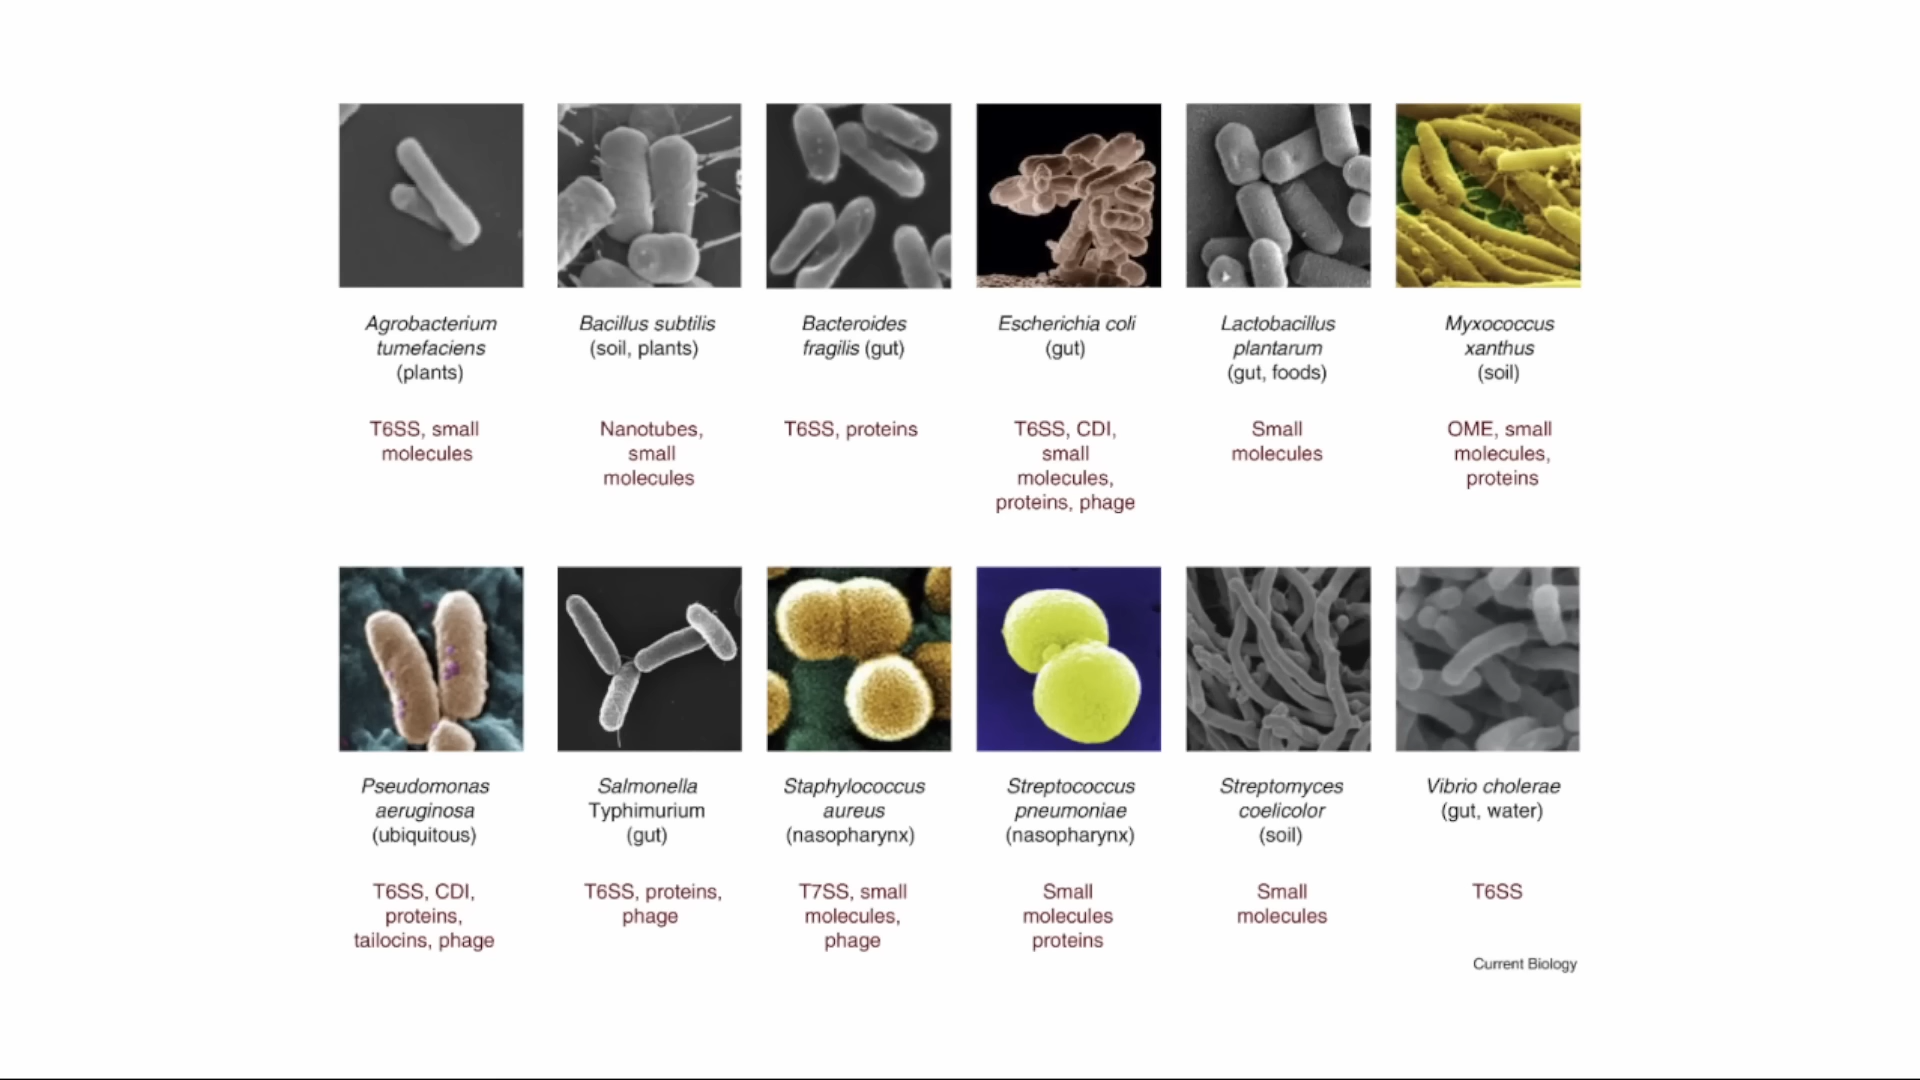 Agrobacterium
tumefaciens
(plants)
T6SS, small
molecules
Bacillus subtilis
(soil, plants)
Nanotubes,
small
molecules
Bacteroides
fragilis (gut)
T6SS, proteins
Escherichia coli
(gut)
T6SS, CDI,
small
molecules,
proteins, phage
Lactobacillus
plantarum
(gut, foods)
Small
molecules
Myxococcus
xanthus
(soil)
OME, small
molecules,
proteins
Pseudomonas
aeruginosa
(ubiquitous)
T6SS, CDI,
proteins,
tailocins, phage
Salmonella
Typhimurium
(gut)
T6SS, proteins,
phage
Staphylococcus
aureus
(nasopharynx)
T7SS, small
molecules,
phage
Streptococcus
pneumoniae
(nasopharynx)
Small
molecules
proteins
Streptomyces
coelicolor
(soil)
Small
molecules
Vibrio cholerae
(gut, water)
T6SS
Current Biology